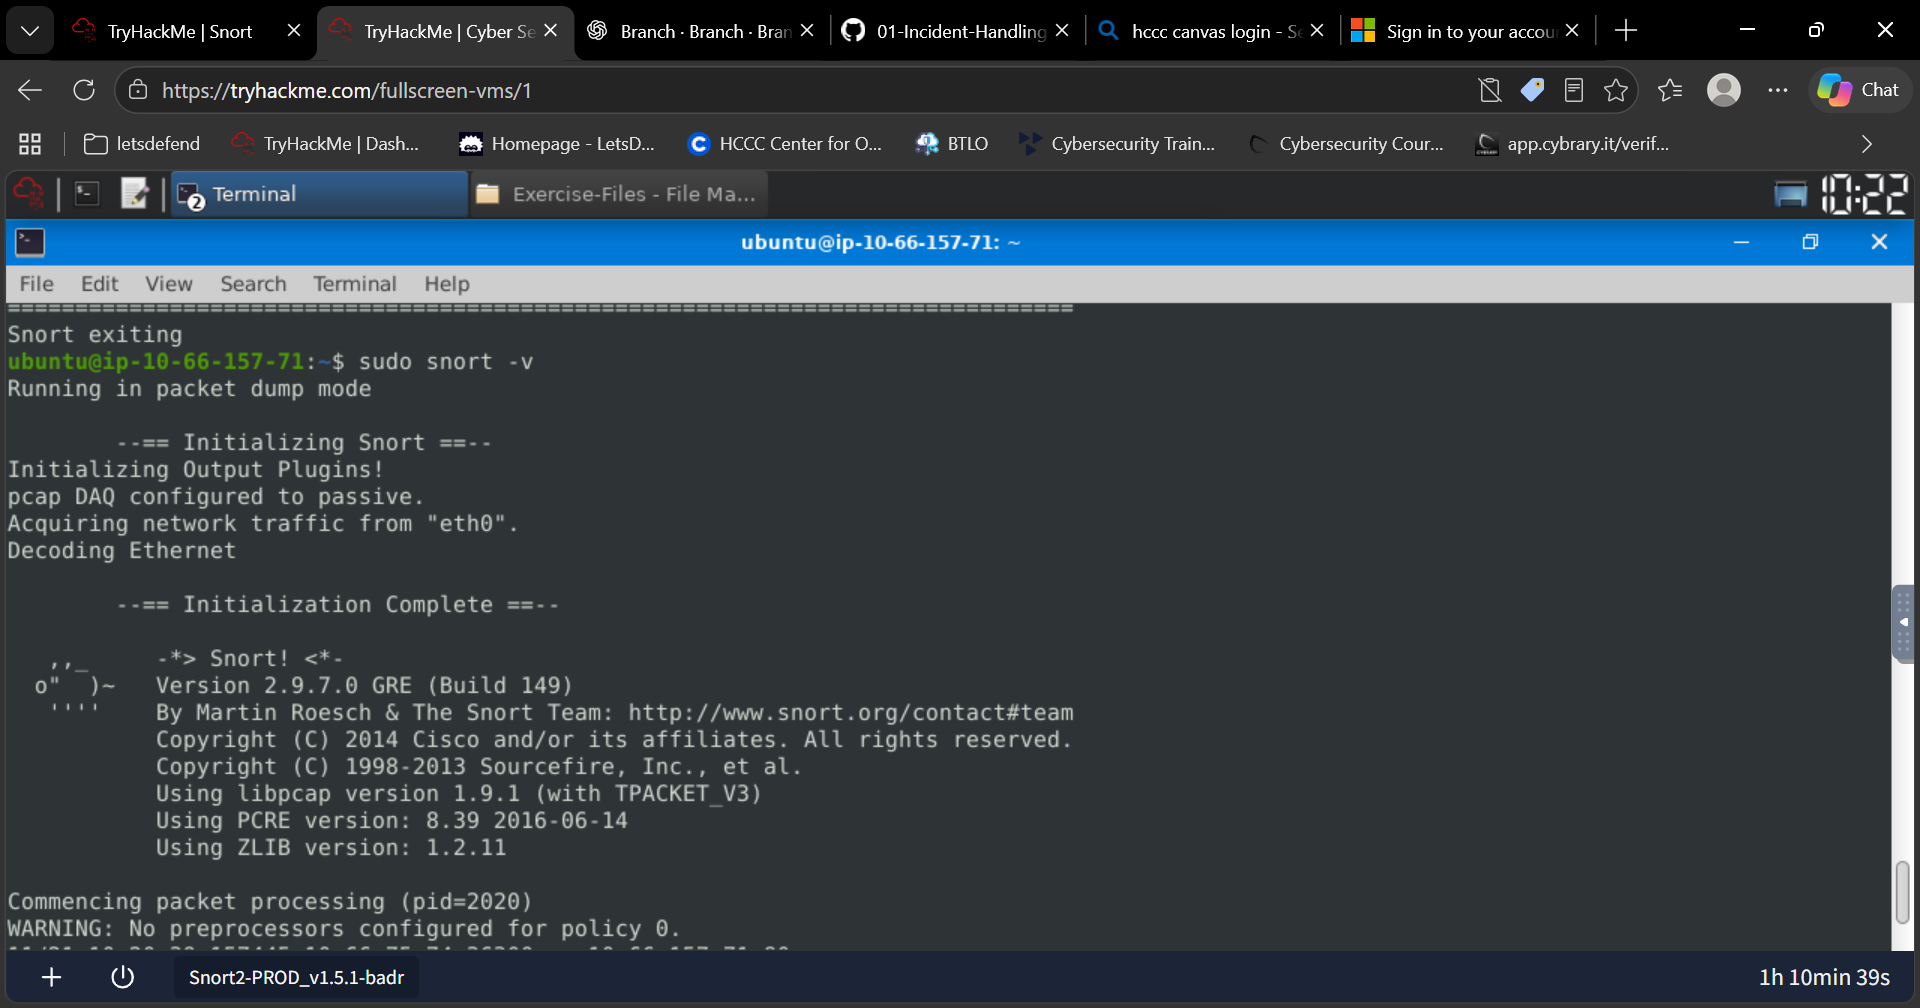 TryHackMe | Snort
TryHackMe | Cyber Se
Branch · Branch · Bran
01-Incident-Handling
hccc canvas login - Se
Sign in to your accou
https://tryhackme.com/fullscreen-vms/1
Chat
letsdefend
TryHackMe | Dash...
Homepage - LetsD...
HCCC Center for O...
BTLO
Cybersecurity Train...
Cybersecurity Cour...
app.cybrary.it/verif...
2 Terminal
Exercise-Files - File Ma...
10:22
ubuntu@ip-10-66-157-71: ~
File Edit View Search Terminal Help
===============================================================================
Snort exiting
ubuntu@ip-10-66-157-71:~$ sudo snort -v
Running in packet dump mode
--== Initializing Snort ==--
Initializing Output Plugins!
pcap DAQ configured to passive.
Acquiring network traffic from "eth0".
Decoding Ethernet
--== Initialization Complete ==--
,,_ -*> Snort! <*-
o" )~ Version 2.9.7.0 GRE (Build 149)
'''' By Martin Roesch & The Snort Team: http://www.snort.org/contact#team
Copyright (C) 2014 Cisco and/or its affiliates. All rights reserved.
Copyright (C) 1998-2013 Sourcefire, Inc., et al.
Using libpcap version 1.9.1 (with TPACKET_V3)
Using PCRE version: 8.39 2016-06-14
Using ZLIB version: 1.2.11
Commencing packet processing (pid=2020)
WARNING: No preprocessors configured for policy 0.
Snort2-PROD_v1.5.1-badr
1h 10min 39s